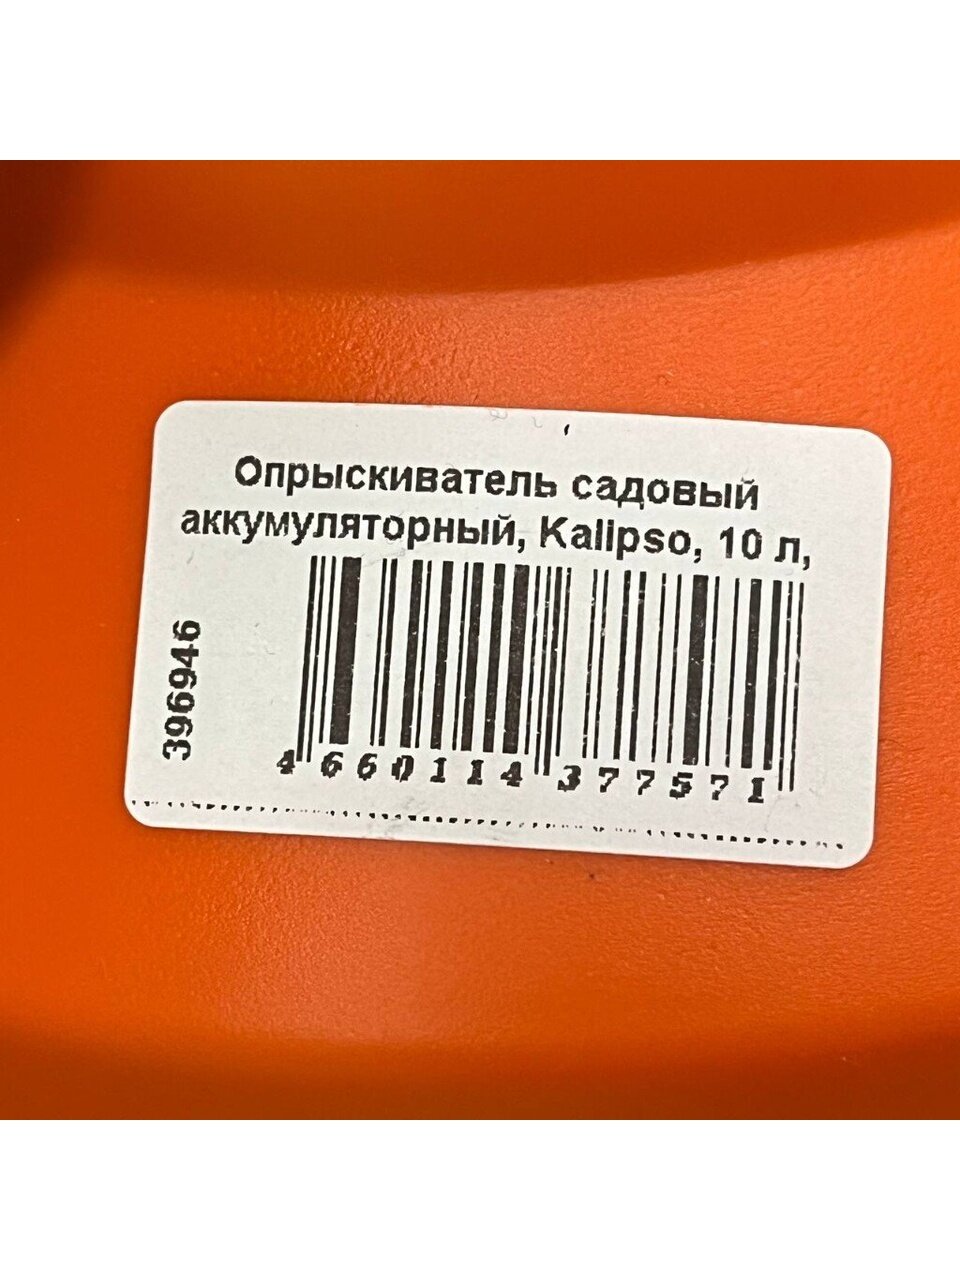 Опрыскиватель садовый
аккумуляторный, Kalipso, 10 л,
396946
4 660114 377571